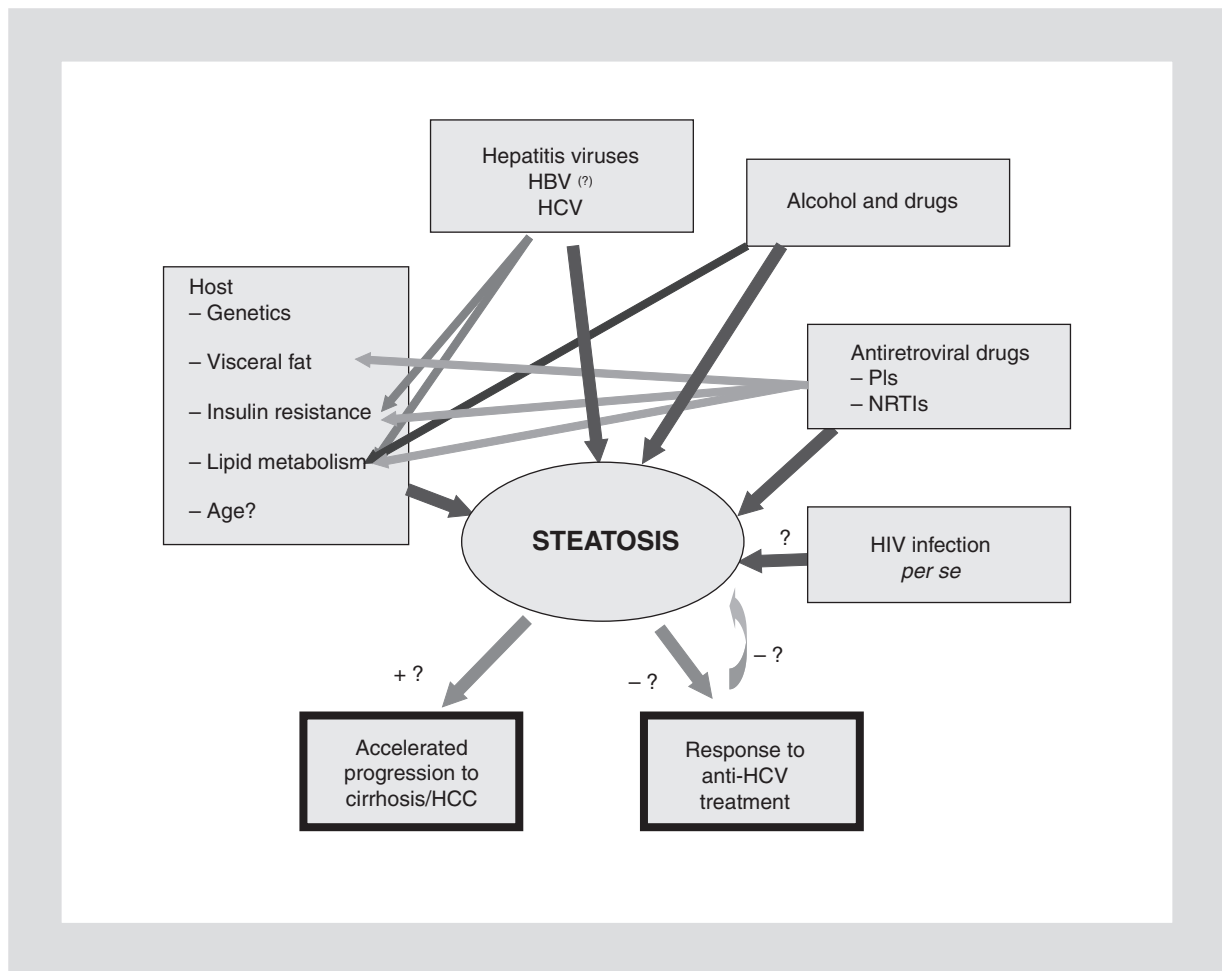 Hepatitis viruses
HBV (?)
HCV
Alcohol and drugs
Host
– Genetics
– Visceral fat
– Insulin resistance
– Lipid metabolism
– Age?
Antiretroviral drugs
– PIs
– NRTIs
STEATOSIS
?
HIV infection
per se
+ ?
– ?
– ?
Accelerated
progression to
cirrhosis/HCC
Response to
anti-HCV
treatment